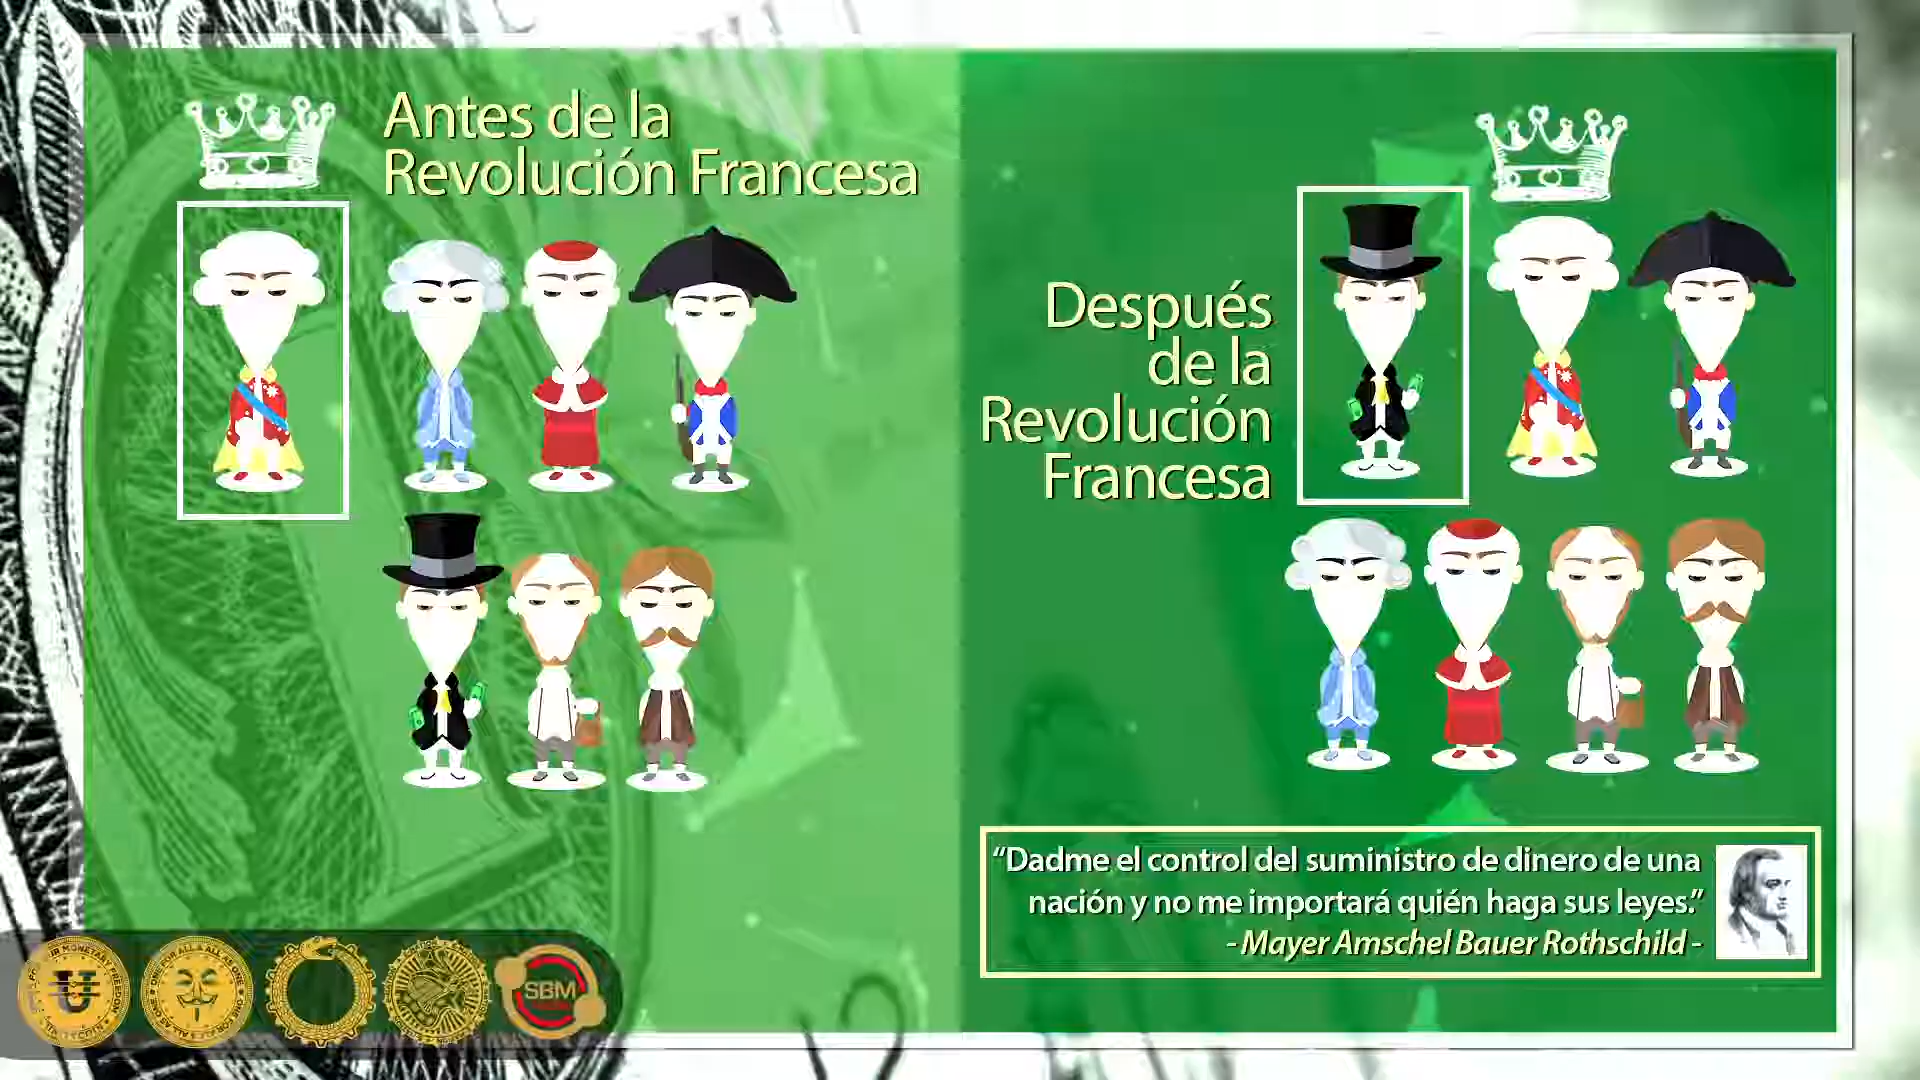 Antes de la
Revolución Francesa
Después
de la
Revolución
Francesa
“Dadme el control del suministro de dinero de una
nación y no me importará quién haga sus leyes.”
- Mayer Amschel Bauer Rothschild -
SBM